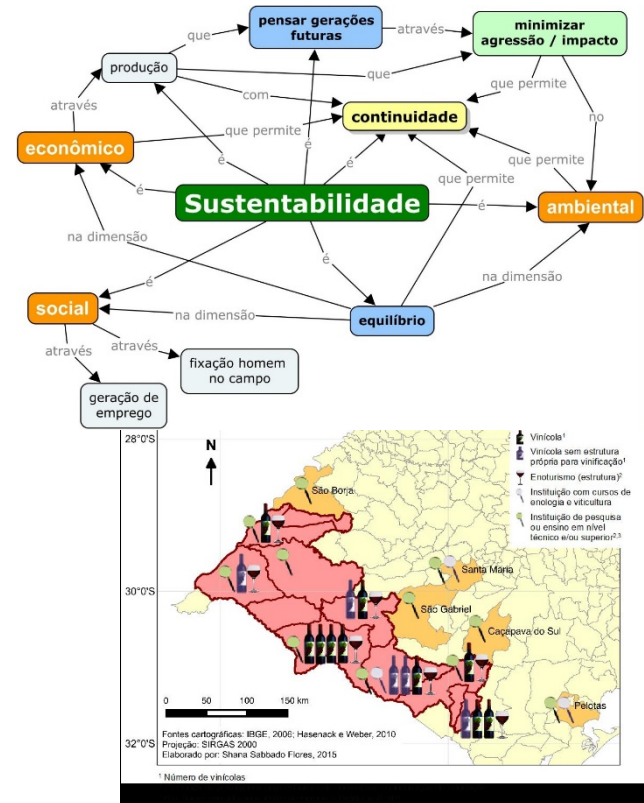 pensar gerações
futuras
minimizar
agressão / impacto
que
através
produção
que
com
no
que permite
através
continuidade
econômico
que permite
que permite
é
é
é
que permite
é
Sustentabilidade
é
ambiental
na dimensão
é
é
na dimensão
social
na dimensão
equilíbrio
através
através
fixação homem
no campo
geração de
emprego
28°0'S
N
Vinícola¹
Vinícola sem estrutura
própria para vinificação¹
Enoturismo (estrutura)²
Instituição com cursos de
enologia e viticultura
Instituição de pesquisa
ou ensino em nível
técnico e/ou superior²,³
São Borja
Santa Maria
30°0'S
São Gabriel
Caçapava do Sul
Pelotas
0 50 100 150 km
Fontes cartográficas: IBGE, 2006; Hasenack e Weber, 2010
Projeção: SIRGAS 2000
Elaborado por: Shana Sabbado Flores, 2015
32°0'S
¹ Número de vinícolas